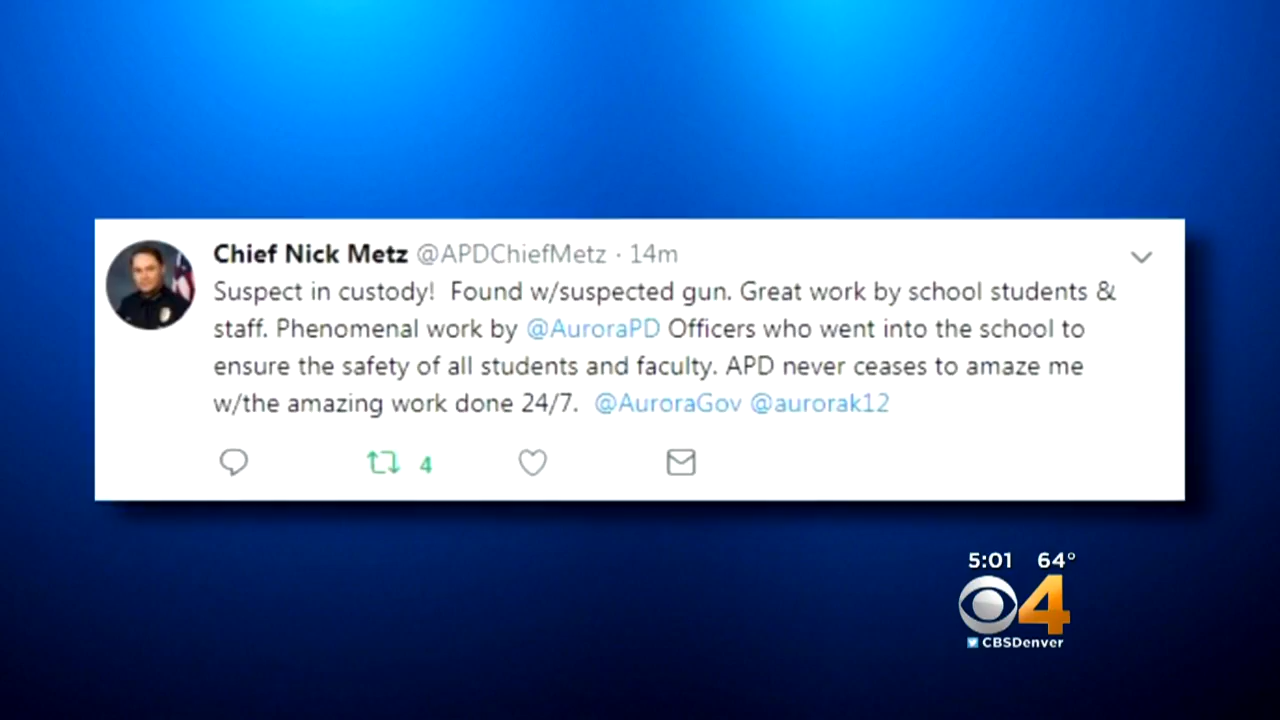 Chief Nick Metz @APDChiefMetz · 14m
Suspect in custody!  Found w/suspected gun. Great work by school students &
staff. Phenomenal work by @AuroraPD Officers who went into the school to
ensure the safety of all students and faculty. APD never ceases to amaze me
w/the amazing work done 24/7.  @AuroraGov @aurorak12
4
5:01 64°
4
CBSDenver